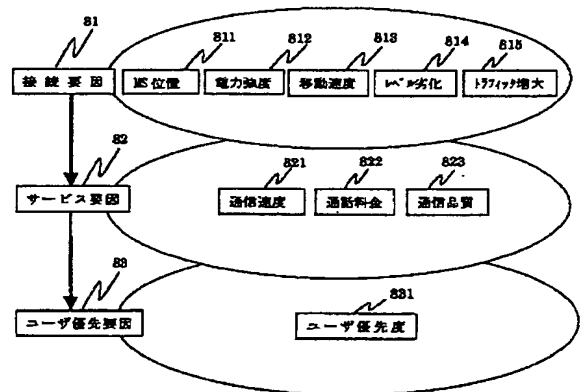 81
811
812
813
814
815
接続要因
MS位置
電力強度
移動速度
レベル劣化
トラフィック増大
82
821
822
823
サービス要因
通信速度
通話料金
通信品質
83
831
ユーザ優先要因
ユーザ優先度